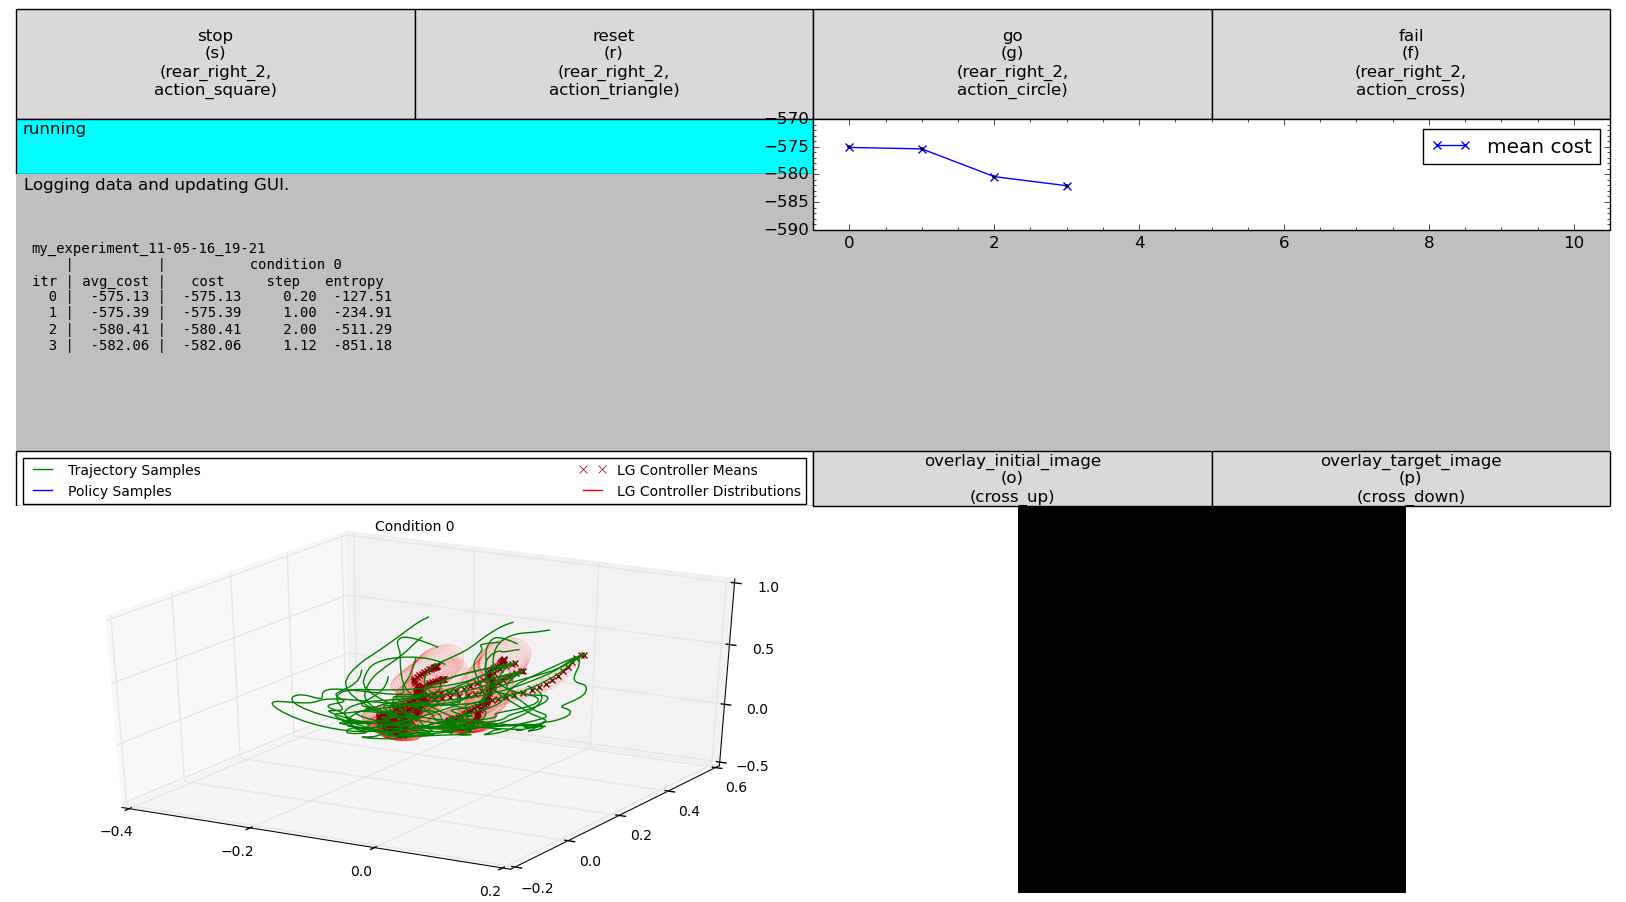 stop
(s)
(rear_right_2,
action_square)
reset
(r)
(rear_right_2,
action_triangle)
go
(g)
(rear_right_2,
action_circle)
fail
(f)
(rear_right_2,
action_cross)
running
−570
−575
−580
−585
−590
mean cost
0 2 4 6 8 10
Logging data and updating GUI.
my_experiment_11-05-16_19-21
    |          |          condition 0
itr | avg_cost |   cost     step   entropy
  0 |  -575.13 |  -575.13     0.20  -127.51
  1 |  -575.39 |  -575.39     1.00  -234.91
  2 |  -580.41 |  -580.41     2.00  -511.29
  3 |  -582.06 |  -582.06     1.12  -851.18
Trajectory Samples
Policy Samples
LG Controller Means
LG Controller Distributions
overlay_initial_image
(o)
(cross_up)
overlay_target_image
(p)
(cross_down)
Condition 0
1.0
0.5
0.0
−0.5
0.6
0.4
0.2
0.0
−0.2
−0.4
−0.2
0.0
0.2